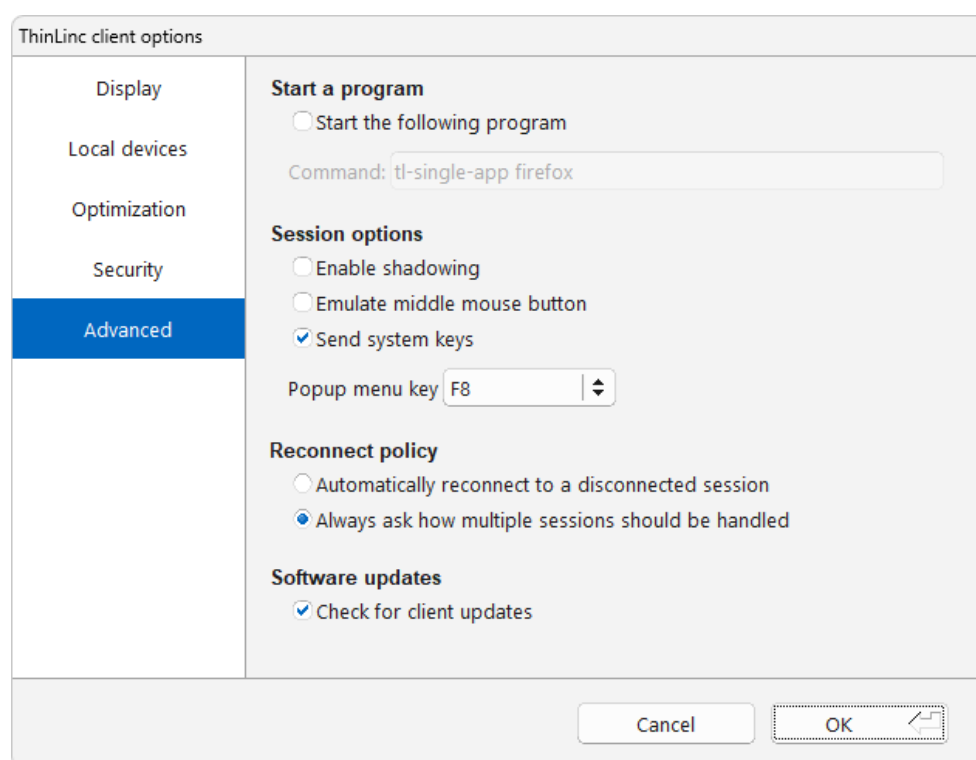 ThinLinc client options
Display
Local devices
Optimization
Security
Advanced
Start a program
Start the following program
Command: tl-single-app firefox
Session options
Enable shadowing
Emulate middle mouse button
Send system keys
Popup menu key F8
Reconnect policy
Automatically reconnect to a disconnected session
Always ask how multiple sessions should be handled
Software updates
Check for client updates
Cancel OK